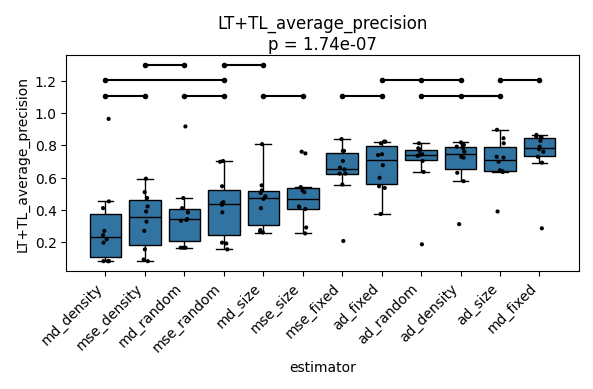 LT+TL_average_precision
p = 1.74e-07
LT+TL_average_precision
1.2
1.0
0.8
0.6
0.4
0.2
md_density
mse_density
md_random
mse_random
md_size
mse_size
mse_fixed
ad_fixed
ad_random
ad_density
ad_size
md_fixed
estimator